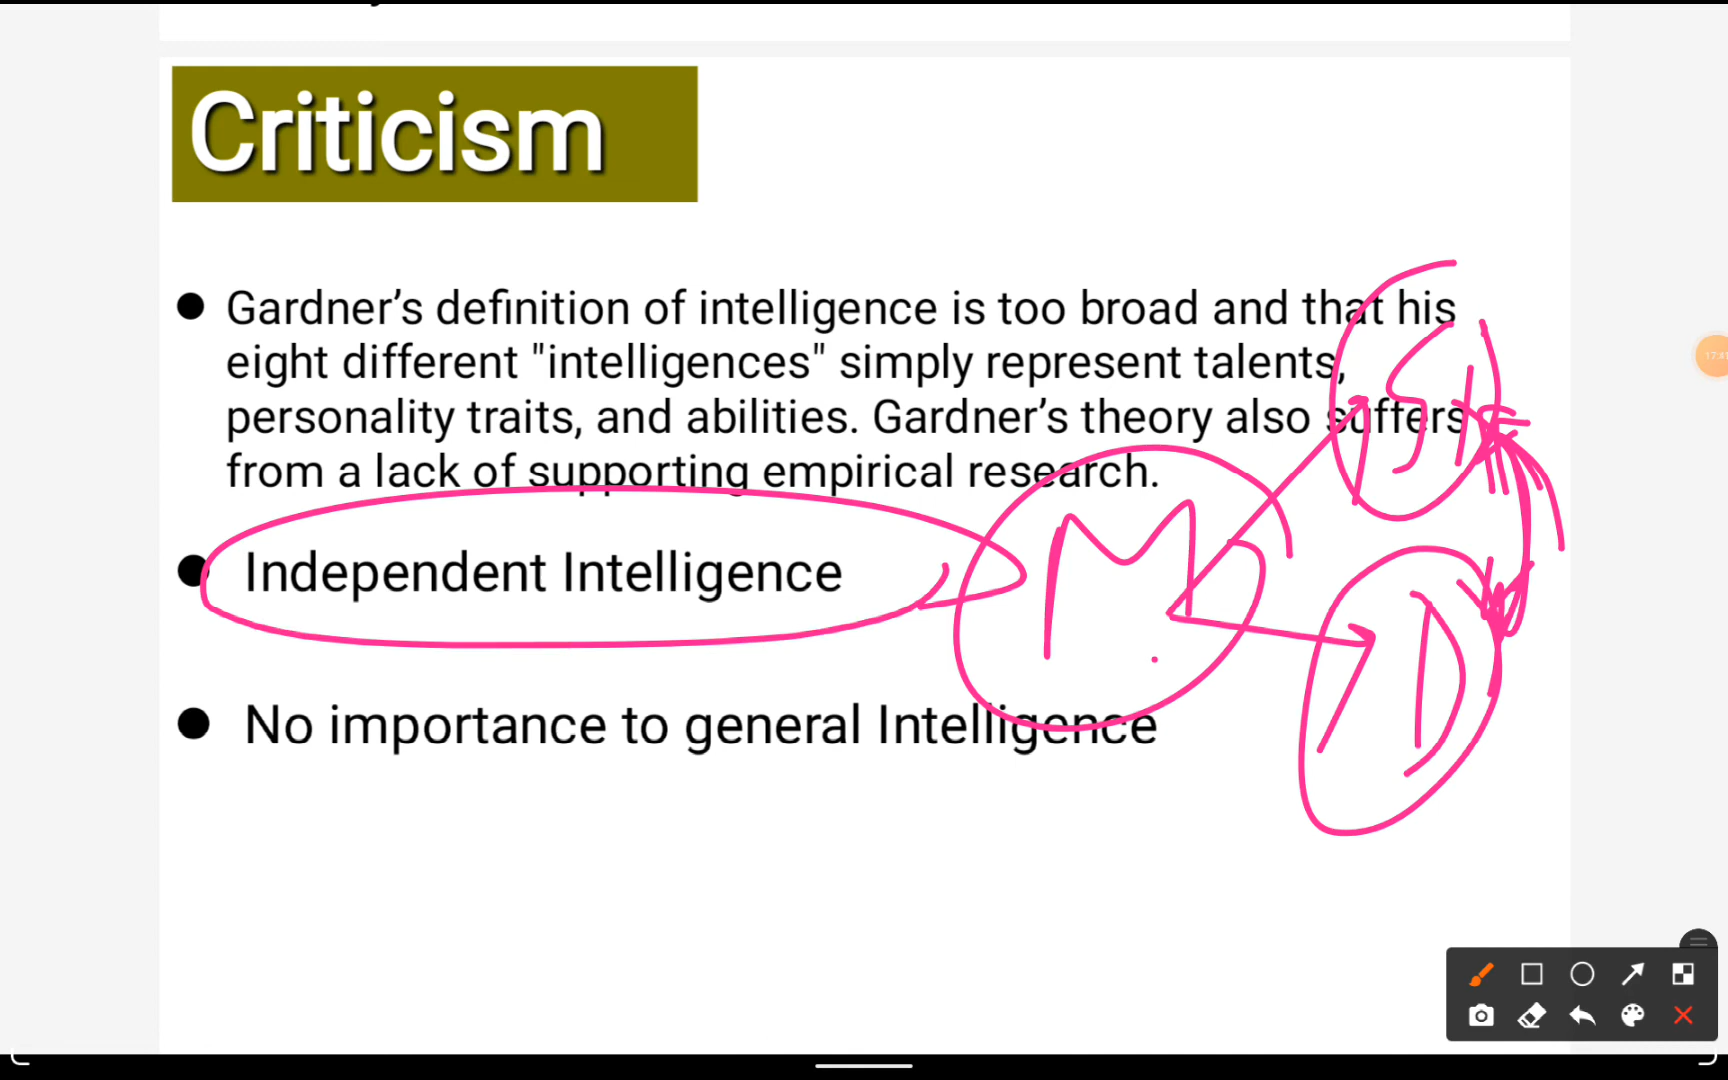 Criticism
● Gardner’s definition of intelligence is too broad and that his
eight different "intelligences" simply represent talents,
personality traits, and abilities. Gardner’s theory also suffers
from a lack of supporting empirical research.
● Independent Intelligence
M
D
● No importance to general Intelligence